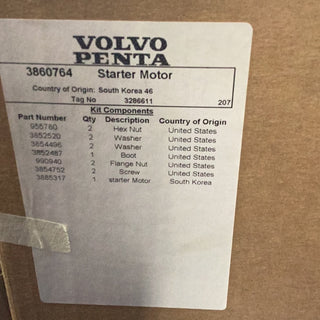 VOLVO
PENTA
3860764 Starter Motor
Country of Origin: South Korea 46
Tag No 3286611 207
Kit Components
Part Number Qty Description Country of Origin
955780 2 Hex Nut United States
3852520 2 Washer United States
3854496 2 Washer United States
3852487 1 Boot United States
990940 2 Flange Nut United States
3854752 2 Screw United States
3885317 1 starter Motor South Korea